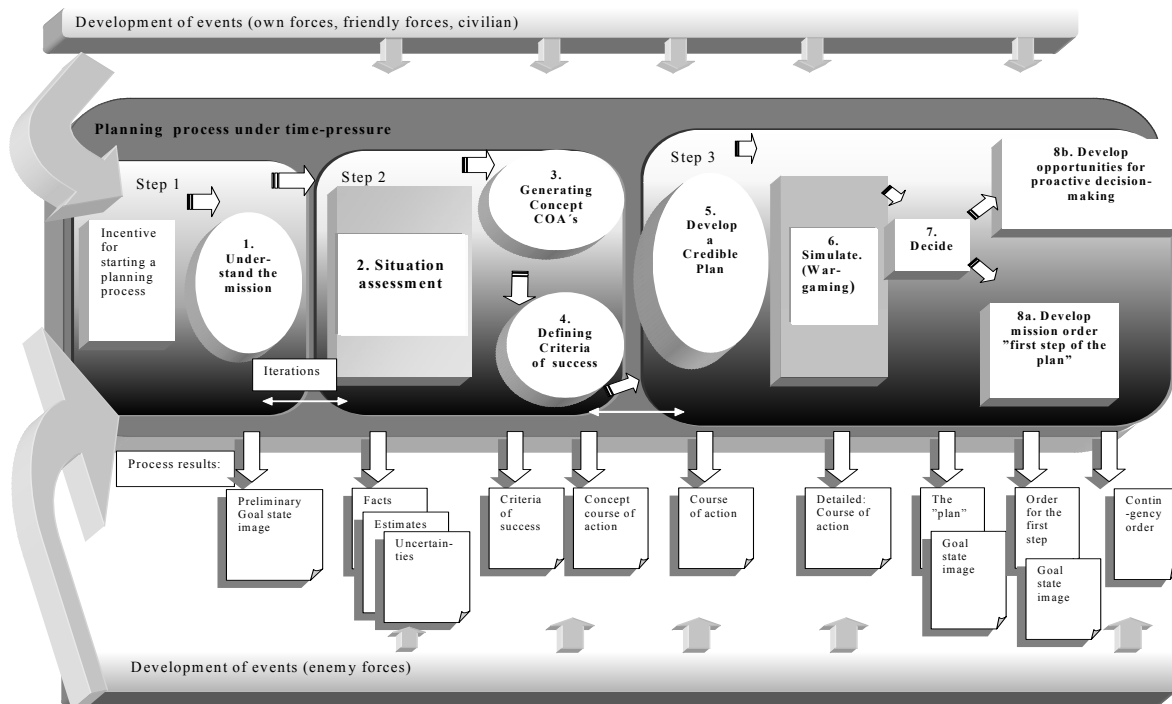 Development of events (own forces, friendly forces, civilian)
Planning process under time-pressure
Step 1
Incentive
for
starting a
planning
process
1.
Under-
stand the
mission
Iterations
Step 2
2. Situation
assessment
3.
Generating
Concept
COA´s
4.
Defining
Criteria
of success
Step 3
5.
Develop
a
Credible
Plan
6.
Simulate.
(War-
gaming)
7.
Decide
8b. Develop
opportunities for
proactive decision-
making
8a. Develop
mission order
”first step of the
plan”
Process results:
Preliminary
Goal state
image
Facts
Estimates
Uncertain-
ties
Criteria
of
success
Concept
course of
action
Course
of action
Detailed:
Course of
action
The
”plan”
Goal
state
image
Order
for the
first
step
Goal
state
image
Contin
-gency
order
Development of events (enemy forces)